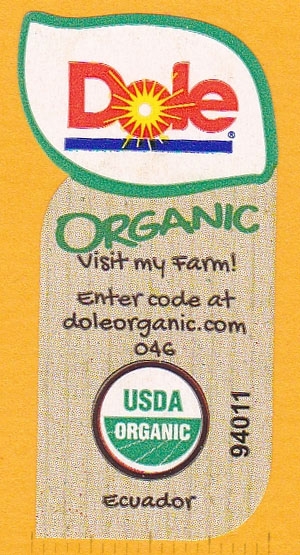 Dole®
ORGANIC
Visit my Farm!
Enter code at
doleorganic.com
046
USDA
ORGANIC
94011
Ecuador